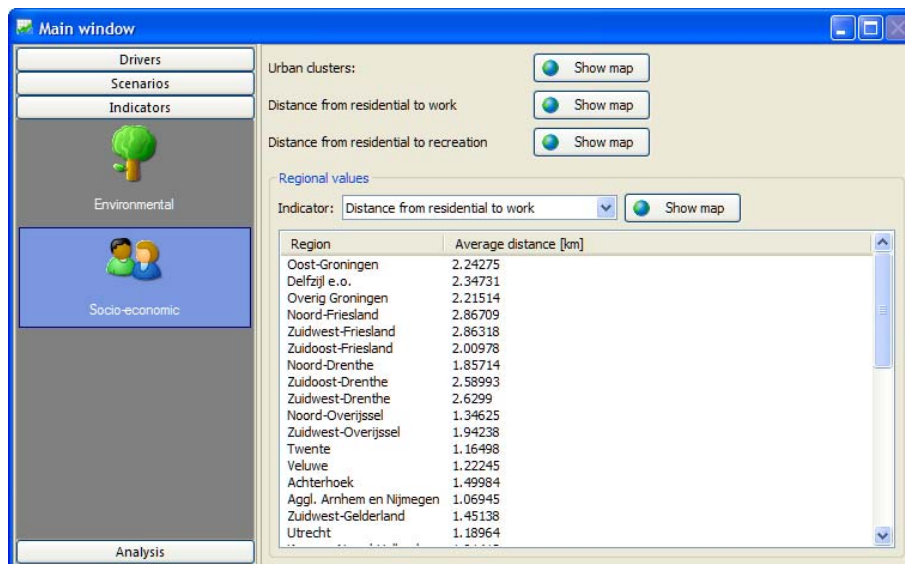 Main window
Drivers
Scenarios
Indicators
Environmental
Socio-economic
Analysis
Urban clusters: Show map
Distance from residential to work Show map
Distance from residential to recreation Show map
Regional values
Indicator: Distance from residential to work Show map
Region Average distance [km]
Oost-Groningen 2.24275
Delfzijl e.o. 2.34731
Overig Groningen 2.21514
Noord-Friesland 2.86709
Zuidwest-Friesland 2.86318
Zuidoost-Friesland 2.00978
Noord-Drenthe 1.85714
Zuidoost-Drenthe 2.58993
Zuidwest-Drenthe 2.6299
Noord-Overijssel 1.34625
Zuidwest-Overijssel 1.94238
Twente 1.16498
Veluwe 1.22245
Achterhoek 1.49984
Aggl. Arnhem en Nijmegen 1.06945
Zuidwest-Gelderland 1.45138
Utrecht 1.18964